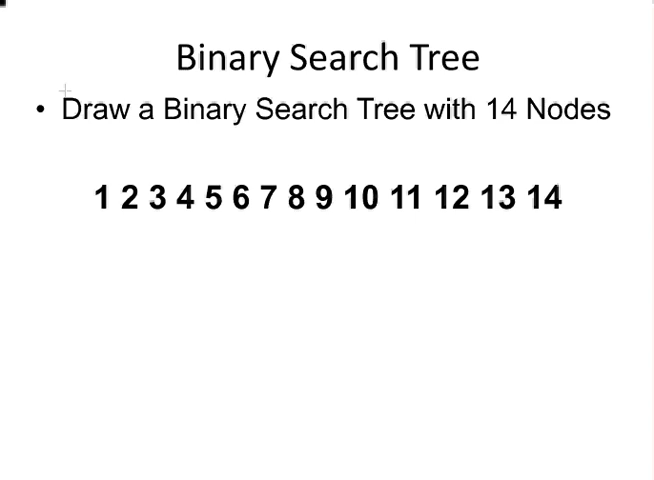 Binary Search Tree
• Draw a Binary Search Tree with 14 Nodes
1 2 3 4 5 6 7 8 9 10 11 12 13 14